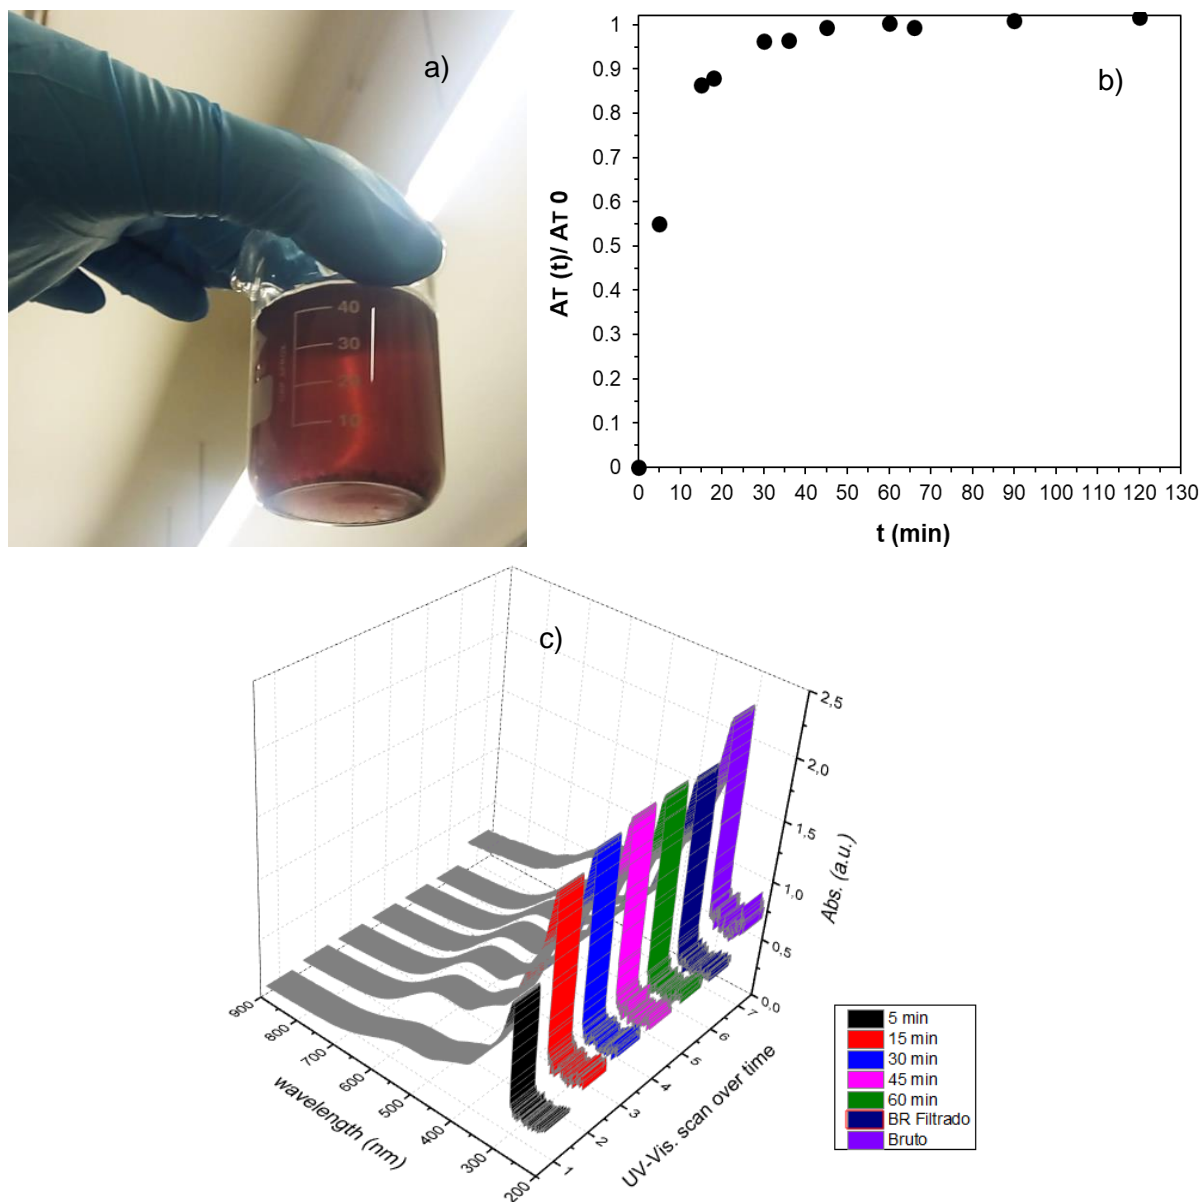 a)
40
30
20
10
b)
AT (t)/ AT 0
1
0.9
0.8
0.7
0.6
0.5
0.4
0.3
0.2
0.1
0
0 10 20 30 40 50 60 70 80 90 100 110 120 130
t (min)
c)
2,5
2,0
1,5
1,0
0,5
0,0
Abs. (a.u.)
900 800 700 600 500 400 300 200
wavelength (nm)
1 2 3 4 5 6 7
UV-Vis. scan over time
5 min
15 min
30 min
45 min
60 min
BR Filtrado
Bruto